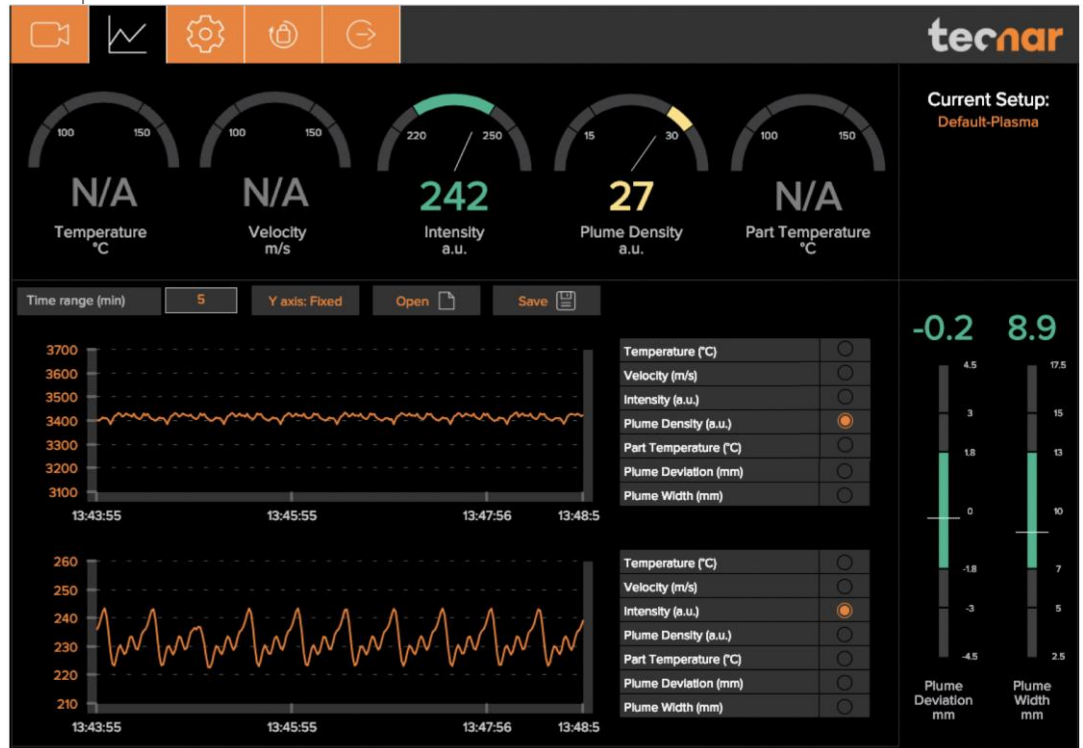 tecnar
Current Setup:
Default-Plasma
100 150
N/A
Temperature
°C
100 150
N/A
Velocity
m/s
220 250
242
Intensity
a.u.
15 30
27
Plume Density
a.u.
100 150
N/A
Part Temperature
°C
Time range (min) 5 Y axis: Fixed Open Save
3700
3600
3500
3400
3300
3200
3100
13:43:55 13:45:55 13:47:56 13:48:5
Temperature (°C)
Velocity (m/s)
Intensity (a.u.)
Plume Density (a.u.)
Part Temperature (°C)
Plume Deviation (mm)
Plume Width (mm)
260
250
240
230
220
210
13:43:55 13:45:55 13:47:56 13:48:5
Temperature (°C)
Velocity (m/s)
Intensity (a.u.)
Plume Density (a.u.)
Part Temperature (°C)
Plume Deviation (mm)
Plume Width (mm)
-0.2
4.5
3
1.8
0
-1.8
-3
-4.5
Plume
Deviation
mm
8.9
17.5
15
13
10
7
5
2.5
Plume
Width
mm